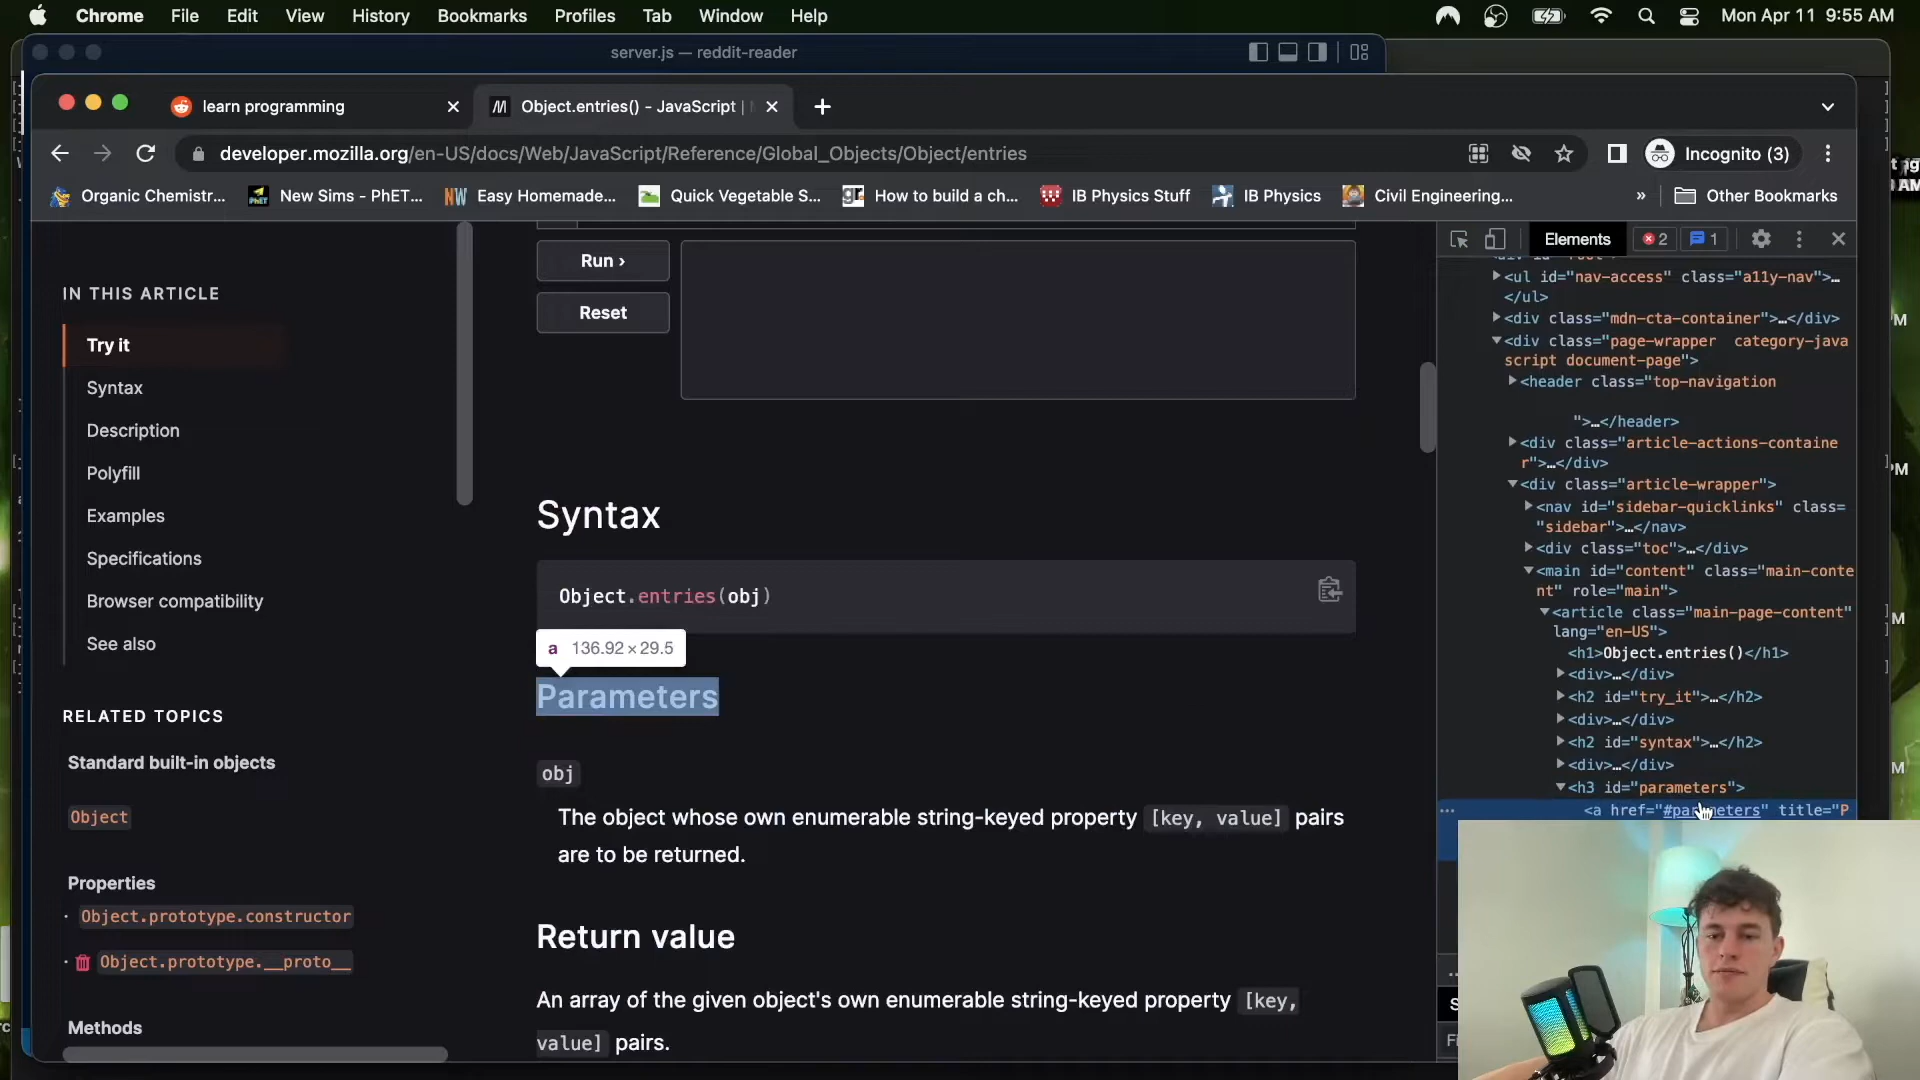 Chrome File Edit View History Bookmarks Profiles Tab Window Help Mon Apr 11 9:55 AM
server.js — reddit-reader
learn programming
Object.entries() - JavaScript |
developer.mozilla.org/en-US/docs/Web/JavaScript/Reference/Global_Objects/Object/entries
Incognito (3)
Organic Chemistr... New Sims - PhET... Easy Homemade... Quick Vegetable S... How to build a ch... IB Physics Stuff IB Physics Civil Engineering... » Other Bookmarks
IN THIS ARTICLE
Try it
Syntax
Description
Polyfill
Examples
Specifications
Browser compatibility
See also
RELATED TOPICS
Standard built-in objects
Object
Properties
Object.prototype.constructor
Object.prototype.__proto__
Methods
Run ›
Reset
Syntax
Object.entries(obj)
a 136.92 × 29.5
Parameters
obj
The object whose own enumerable string-keyed property [key, value] pairs
are to be returned.
Return value
An array of the given object's own enumerable string-keyed property [key,
value] pairs.
Elements 2 1
<ul id="nav-access" class="a11y-nav">…
</ul>
<div class="mdn-cta-container">…</div>
<div class="page-wrapper category-java
script document-page">
<header class="top-navigation
">…</header>
<div class="article-actions-containe
r">…</div>
<div class="article-wrapper">
<nav id="sidebar-quicklinks" class=
"sidebar">…</nav>
<div class="toc">…</div>
<main id="content" class="main-conte
nt" role="main">
<article class="main-page-content"
lang="en-US">
<h1>Object.entries()</h1>
<div>…</div>
<h2 id="try_it">…</h2>
<div>…</div>
<h2 id="syntax">…</h2>
<div>…</div>
<h3 id="parameters">
<a href="#parameters" title="P